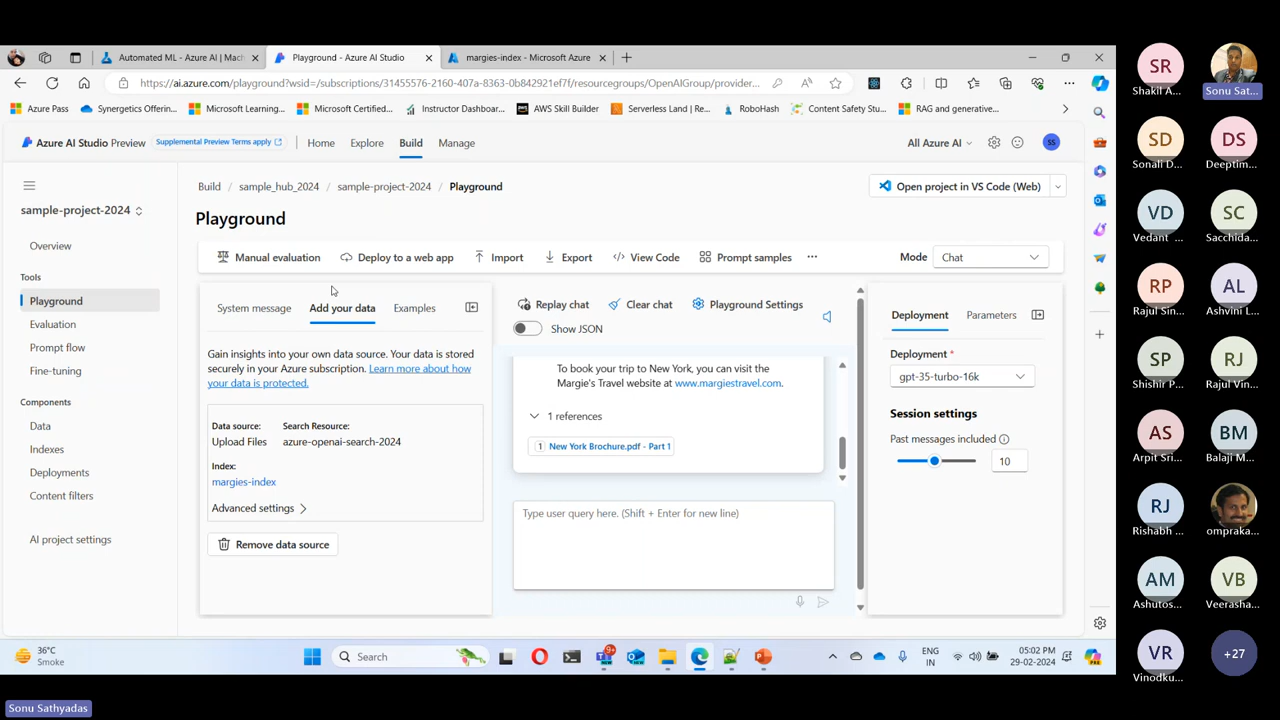 Automated ML - Azure AI | Mach
Playground - Azure AI Studio
margies-index - Microsoft Azure
https://ai.azure.com/playground?wsid=/subscriptions/31455576-2160-407a-8363-0b842921ef7f/resourcegroups/OpenAIGroup/provider...
Azure Pass
Synergetics Offering...
Microsoft Learning...
Microsoft Certified...
Instructor Dashboar...
AWS Skill Builder
Serverless Land | Re...
RoboHash
Content Safety Stu...
RAG and generative...
Azure AI Studio Preview
Supplemental Preview Terms apply
Home
Explore
Build
Manage
All Azure AI
SS
sample-project-2024
Overview
Tools
Playground
Evaluation
Prompt flow
Fine-tuning
Components
Data
Indexes
Deployments
Content filters
AI project settings
Build
sample_hub_2024
sample-project-2024
Playground
Open project in VS Code (Web)
Playground
Manual evaluation
Deploy to a web app
Import
Export
View Code
Prompt samples
...
Mode
Chat
System message
Add your data
Examples
Gain insights into your own data source. Your data is stored
securely in your Azure subscription. Learn more about how
your data is protected.
Data source:
Upload Files
Search Resource:
azure-openai-search-2024
Index:
margies-index
Advanced settings
Remove data source
Replay chat
Clear chat
Playground Settings
Show JSON
To book your trip to New York, you can visit the
Margie's Travel website at www.margiestravel.com.
1 references
1 New York Brochure.pdf - Part 1
Type user query here. (Shift + Enter for new line)
Deployment
Parameters
Deployment *
gpt-35-turbo-16k
Session settings
Past messages included
10
36°C
Smoke
Search
9+
ENG
IN
05:02 PM
29-02-2024
SR
Shakil A...
Sonu Sat...
SD
Sonali D...
DS
Deeptim...
VD
Vedant ...
SC
Sacchida...
RP
Rajul Sin...
AL
Ashvini L...
SP
Shishir P...
RJ
Rajul Vin...
AS
Arpit Sri...
BM
Balaji M...
RJ
Rishabh ...
ompraka...
AM
Ashutos...
VB
Veerasha...
VR
Vinodku...
+27
Sonu Sathyadas